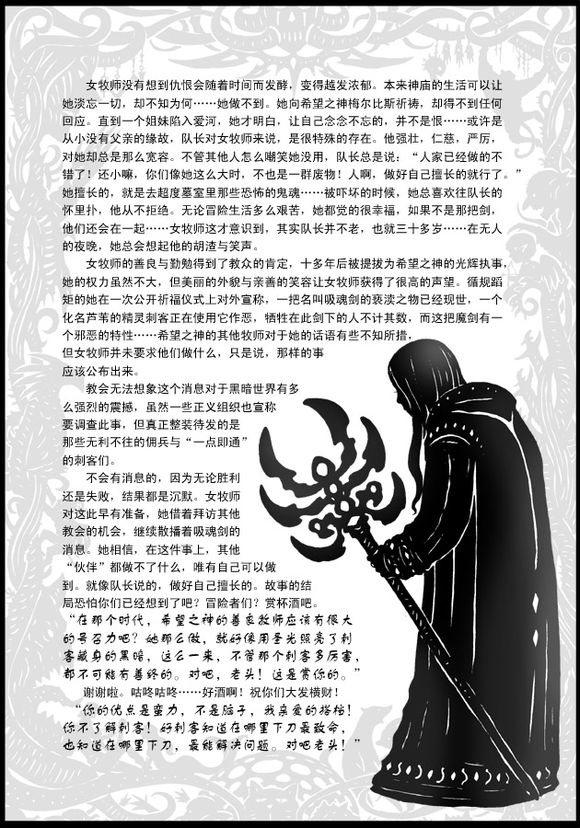 女牧师没有想到仇恨会随着时间而发酵，变得越发浓郁。本来神庙的生活可以让
她淡忘一切，却不知为何……她做不到。她向希望之神梅尔比斯祈祷，却得不到任何
回应。直到一个姐妹陷入爱河，她才明白，让自己念念不忘的，并不是恨……或许是
从小没有父亲的缘故，队长对女牧师来说，是很特殊的存在。他强壮，仁慈，严厉，
对她却总是那么宽容。不管其他人怎么嘲笑她没用，队长总是说：“人家已经做的不
错了！还小嘛，你们像她这么大时，不也是一群废物！人啊，做好自己擅长的就行了。”
她擅长的，就是去超度墓室里那些恐怖的鬼魂……被吓坏的时候，她总喜欢往队长的
怀里扑，他从不拒绝。无论冒险生活多么艰苦，她都觉的很幸福，如果不是那把剑，
他们还会在一起……女牧师这才意识到，其实队长并不老，也就三十多岁……在无人
的夜晚，她总会想起他的胡渣与笑声。
女牧师的善良与勤勉得到了教众的肯定，十多年后被提拔为希望之神的光辉执事，
她的权力虽然不大，但美丽的外貌与亲善的笑容让女牧师获得了很高的声望。循规蹈
矩的她在一次公开祈福仪式上对外宣称，一把名叫吸魂剑的亵渎之物已经现世，一个
化名芦苇的精灵刺客正在使用它作恶，牺牲在此剑下的人不计其数，而这把魔剑有一
个邪恶的特性……希望之神的其他牧师对于她的话语有些不知所措，
但女牧师并未要求他们做什么，只是说，那样的事
应该公布出来。
教会无法想象这个消息对于黑暗世界有多
么强烈的震撼，虽然一些正义组织也宣称
要调查此事，但真正整装待发的是
那些无利不往的佣兵与“一点即通”
的刺客们。
不会有消息的，因为无论胜利
还是失败，结果都是沉默。女牧师
对这此早有准备，她借着拜访其他
教会的机会，继续散播着吸魂剑的
消息。她相信，在这件事上，其他
“伙伴”都做不了什么，唯有自己可以做
到。就像队长说的，做好自己擅长的。故事的结
局恐怕你们已经想到了吧？冒险者们？赏杯酒吧。
“在那个时代，希望之神的善良牧师应该有很大
的号召力吧？她那么做，就好像用圣光照亮了刺
客藏身的黑暗，这么一来，不管那个刺客多厉害，
都不可能有善终的。对吧，老头！这是赏你的。”
谢谢啦。咕咚咕咚……好酒啊！祝你们大发横财！
“你的优点是蛮力，不是脑子，我亲爱的搭档！
你不了解刺客！好刺客知道在哪里下刀最致命，
也知道在哪里下刀，最能解决问题。对吧老头！”